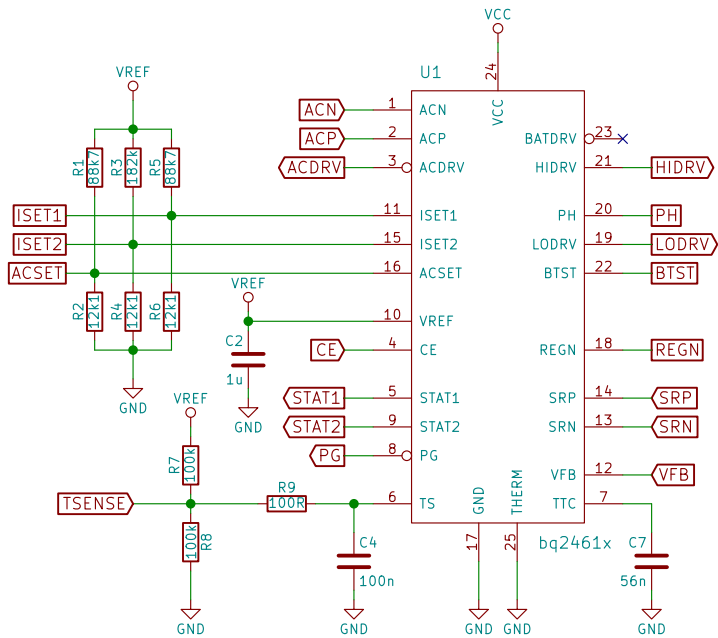 VCC
U1
24
VCC
VREF
ACN
1
ACN
ACP
2
ACP
BATDRV
23
R1
88k7
R3
182k
R5
88k7
ACDRV
3
ACDRV
HIDRV
21
HIDRV
ISET1
11
ISET1
PH
20
PH
ISET2
15
ISET2
LODRV
19
LODRV
ACSET
16
ACSET
BTST
22
BTST
VREF
R2
12k1
R4
12k1
R6
12k1
10
VREF
C2
1u
CE
4
CE
REGN
18
REGN
GND
GND
VREF
STAT1
5
STAT1
SRP
14
SRP
STAT2
9
STAT2
SRN
13
SRN
PG
8
PG
R7
100k
VFB
12
VFB
TSENSE
R9
100R
6
TS
GND
THERM
TTC
7
R8
100k
C4
100n
17
25
bq2461x
C7
56n
GND
GND
GND
GND
GND